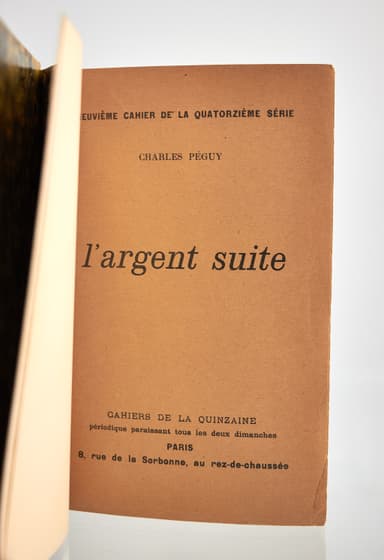 EUVIÈME CAHIER DE LA QUATORZIÈME SÉRIE
CHARLES PÉGUY
l'argent suite
CAHIERS DE LA QUINZAINE
périodique paraissant tous les deux dimanches
PARIS
8, rue de la Sorbonne, au rez-de-chaussée